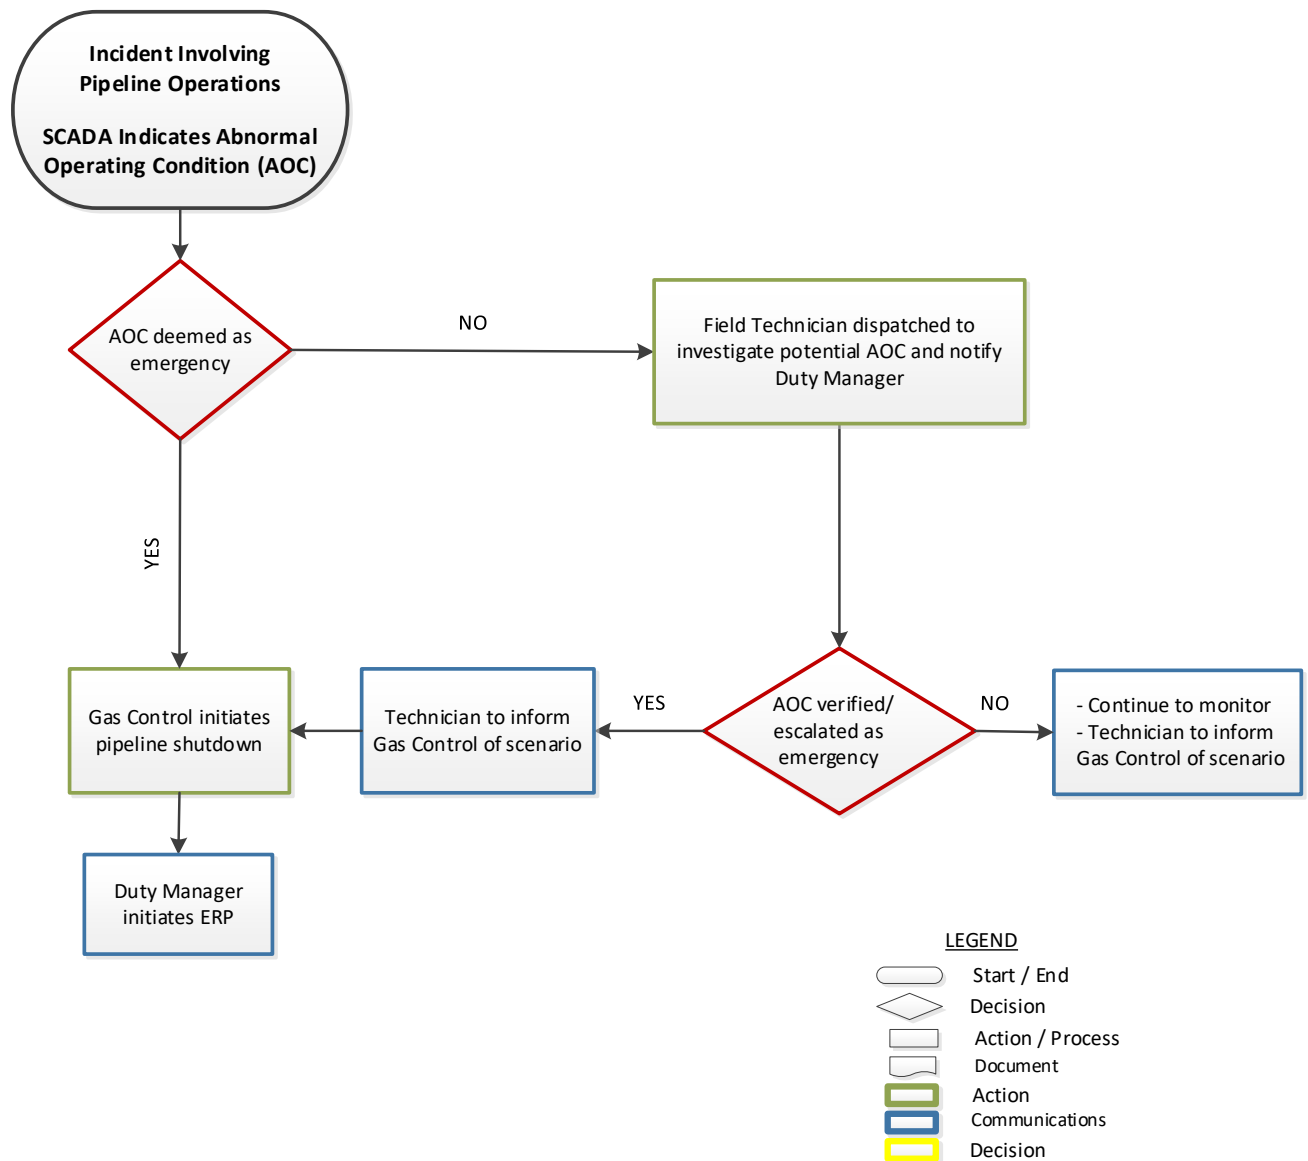 Incident Involving
Pipeline Operations
SCADA Indicates Abnormal
Operating Condition (AOC)
AOC deemed as
emergency
NO
Field Technician dispatched to
investigate potential AOC and notify
Duty Manager
YES
Gas Control initiates
pipeline shutdown
Technician to inform
Gas Control of scenario
YES
AOC verified/
escalated as
emergency
NO
- Continue to monitor
- Technician to inform
Gas Control of scenario
Duty Manager
initiates ERP
LEGEND
Start / End
Decision
Action / Process
Document
Action
Communications
Decision